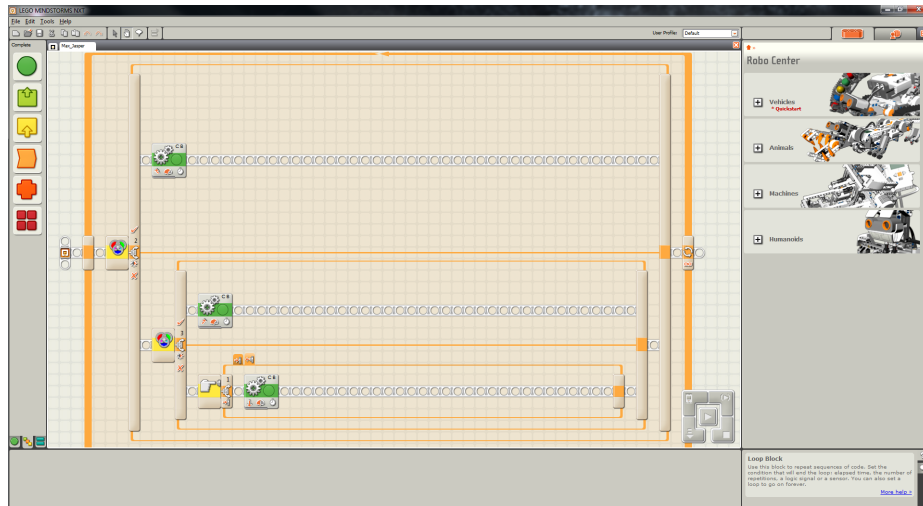 LEGO MINDSTORMS NXT
File Edit Tools Help
User Profile: Default
Complete
Max_Jasper
C B
2
C B
3
1
C B
Robo Center
Vehicles
* Quickstart
Animals
Machines
Humanoids
Loop Block
Use this block to repeat sequences of code. Set the
condition that will end the loop: elapsed time, the number of
repetitions, a logic signal or a sensor. You can also set a
loop to go on forever.
More help »